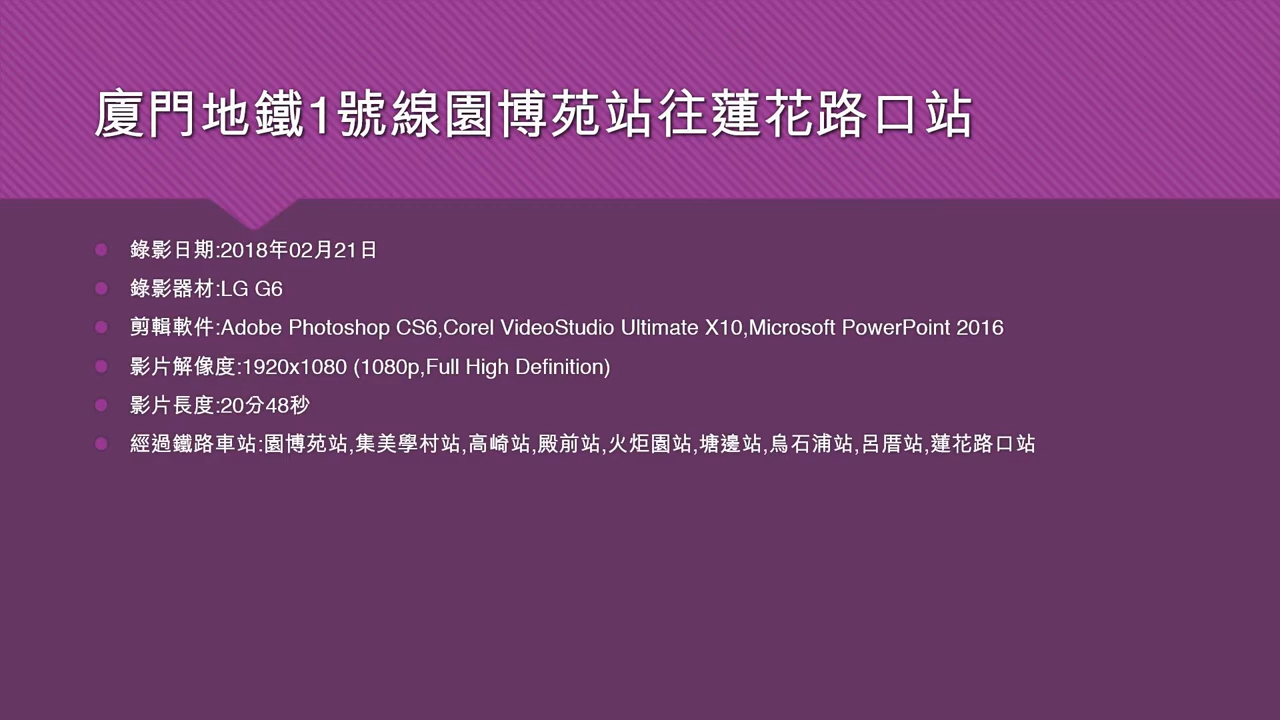 廈門地鐵1號線園博苑站往蓮花路口站
錄影日期:2018年02月21日
錄影器材:LG G6
剪輯軟件:Adobe Photoshop CS6,Corel VideoStudio Ultimate X10,Microsoft PowerPoint 2016
影片解像度:1920x1080 (1080p,Full High Definition)
影片長度:20分48秒
經過鐵路車站:園博苑站,集美學村站,高崎站,殿前站,火炬園站,塘邊站,烏石浦站,呂厝站,蓮花路口站